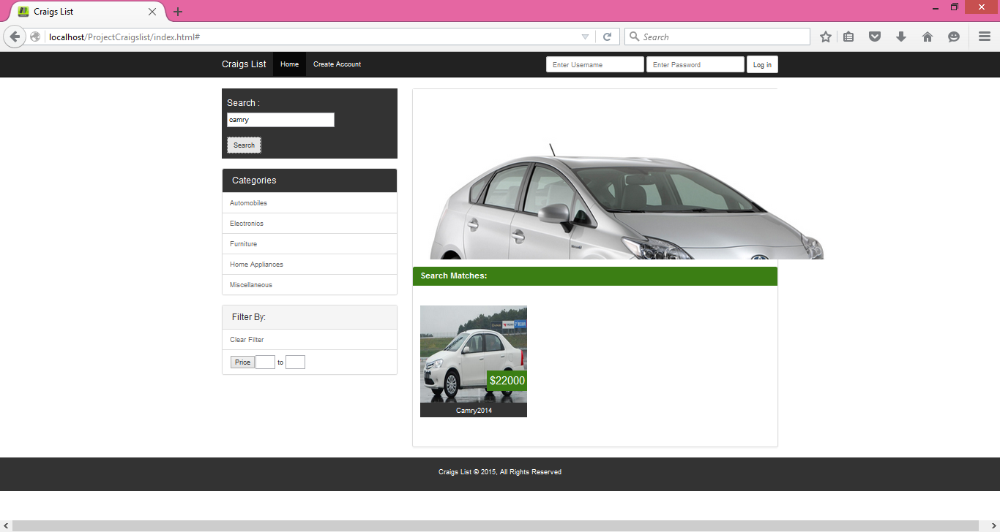 Craigs List
localhost/ProjectCraigslist/index.html#
Search
Craigs List Home Create Account Enter Username Enter Password Log in
Search :
camry
Search
Categories
Automobiles
Electronics
Furniture
Home Appliances
Miscellaneous
Filter By:
Clear Filter
Price to
Search Matches:
$22000
Camry2014
Craigs List © 2015, All Rights Reserved